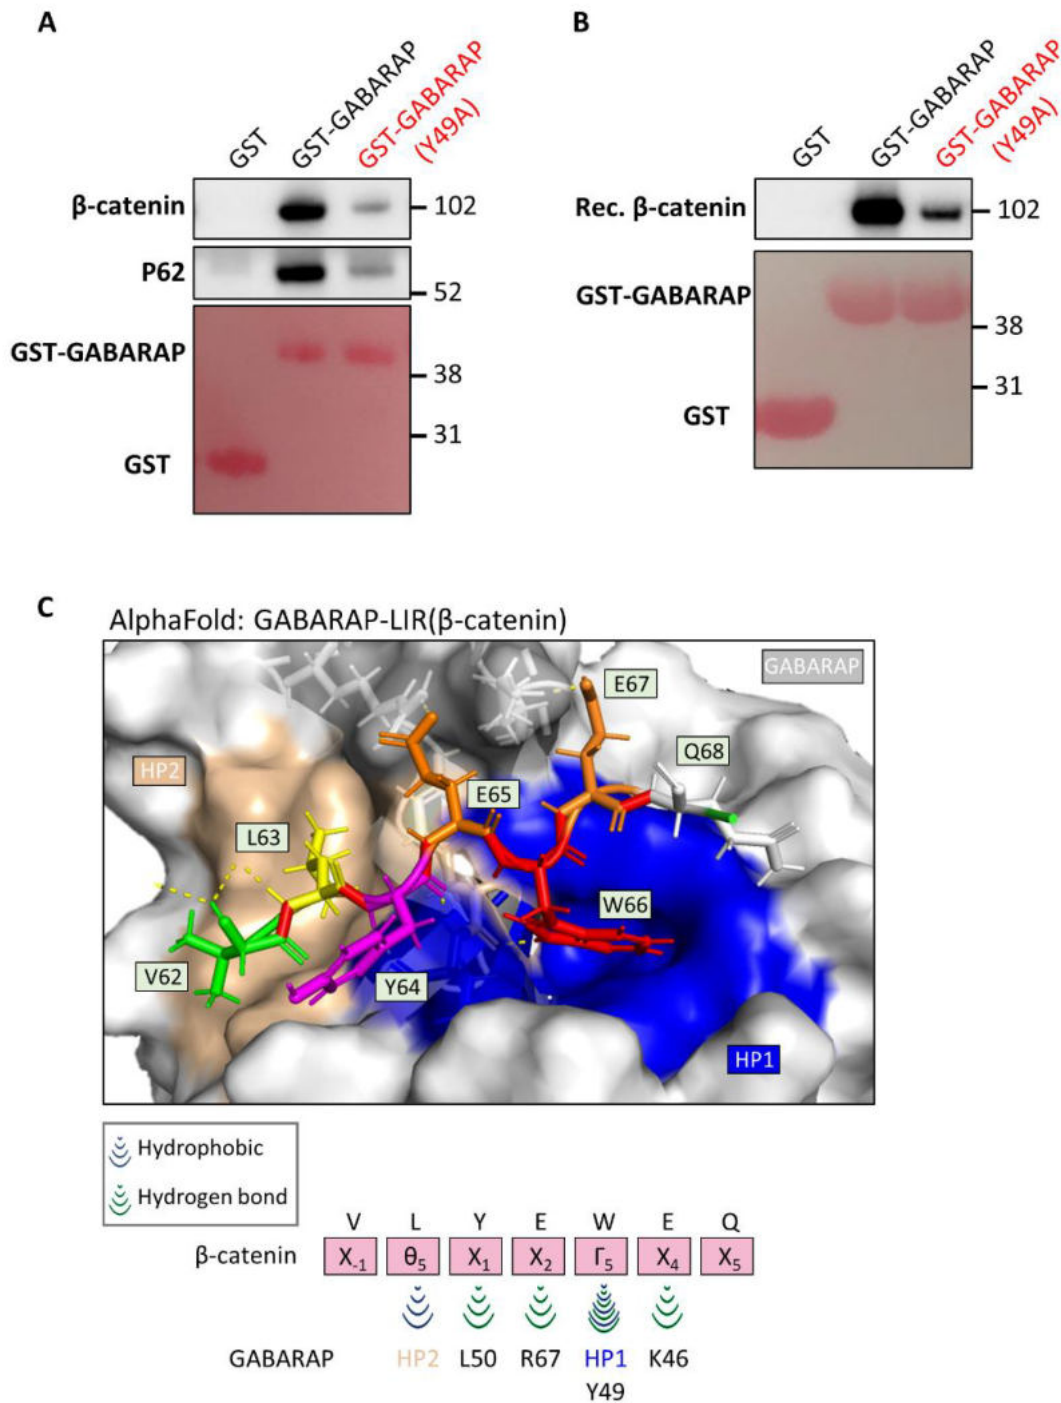 A
GST
GST-GABARAP
GST-GABARAP
(Y49A)
β-catenin
102
P62
52
GST-GABARAP
38
31
GST
B
GST
GST-GABARAP
GST-GABARAP
(Y49A)
Rec. β-catenin
102
GST-GABARAP
38
31
GST
C
AlphaFold: GABARAP-LIR(β-catenin)
GABARAP
E67
Q68
HP2
E65
L63
W66
V62
Y64
HP1
Hydrophobic
Hydrogen bond
V L Y E W E Q
β-catenin X-1 θ5 X1 X2 Γ5 X4 X5
GABARAP HP2 L50 R67 HP1 K46
Y49